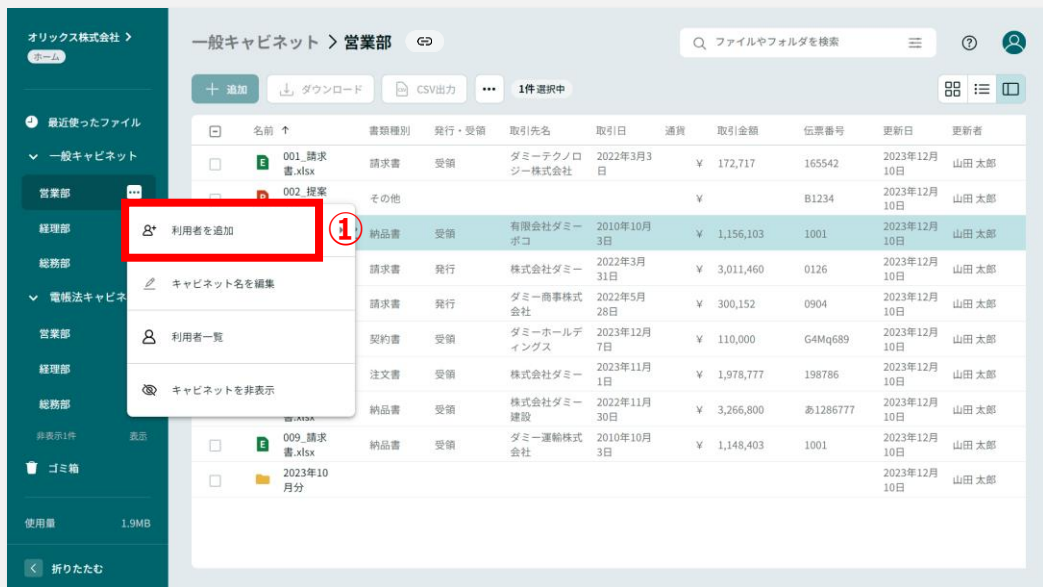 オリックス株式会社 >
ホーム
最近使ったファイル
一般キャビネット
営業部
経理部
総務部
電帳法キャビネ
営業部
経理部
総務部
非表示1件 表示
ゴミ箱
使用量 1.9MB
折りたたむ
一般キャビネット > 営業部
ファイルやフォルダを検索
+ 追加 ダウンロード CSV出力 ••• 1件選択中
名前 ↑ 書類種別 発行・受領 取引先名 取引日 通貨 取引金額 伝票番号 更新日 更新者
001_請求書.xlsx 請求書 受領 ダミーテクノロジー株式会社 2022年3月3日 ¥ 172,717 165542 2023年12月10日 山田 太郎
002_提案 その他 ¥ B1234 2023年12月10日 山田 太郎
納品書 受領 有限会社ダミーポコ 2010年10月3日 ¥ 1,156,103 1001 2023年12月10日 山田 太郎
請求書 発行 株式会社ダミー 2022年3月31日 ¥ 3,011,460 0126 2023年12月10日 山田 太郎
請求書 発行 ダミー商事株式会社 2022年5月28日 ¥ 300,152 0904 2023年12月10日 山田 太郎
契約書 受領 ダミーホールディングス 2023年12月7日 ¥ 110,000 G4Mq689 2023年12月10日 山田 太郎
注文書 受領 株式会社ダミー 2023年11月1日 ¥ 1,978,777 198786 2023年12月10日 山田 太郎
納品書 受領 株式会社ダミー建設 2022年11月30日 ¥ 3,266,800 あ1286777 2023年12月10日 山田 太郎
009_請求書.xlsx 納品書 受領 ダミー運輸株式会社 2010年10月3日 ¥ 1,148,403 1001 2023年12月10日 山田 太郎
2023年10月分 2023年12月10日 山田 太郎
利用者を追加
①
キャビネット名を編集
利用者一覧
キャビネットを非表示